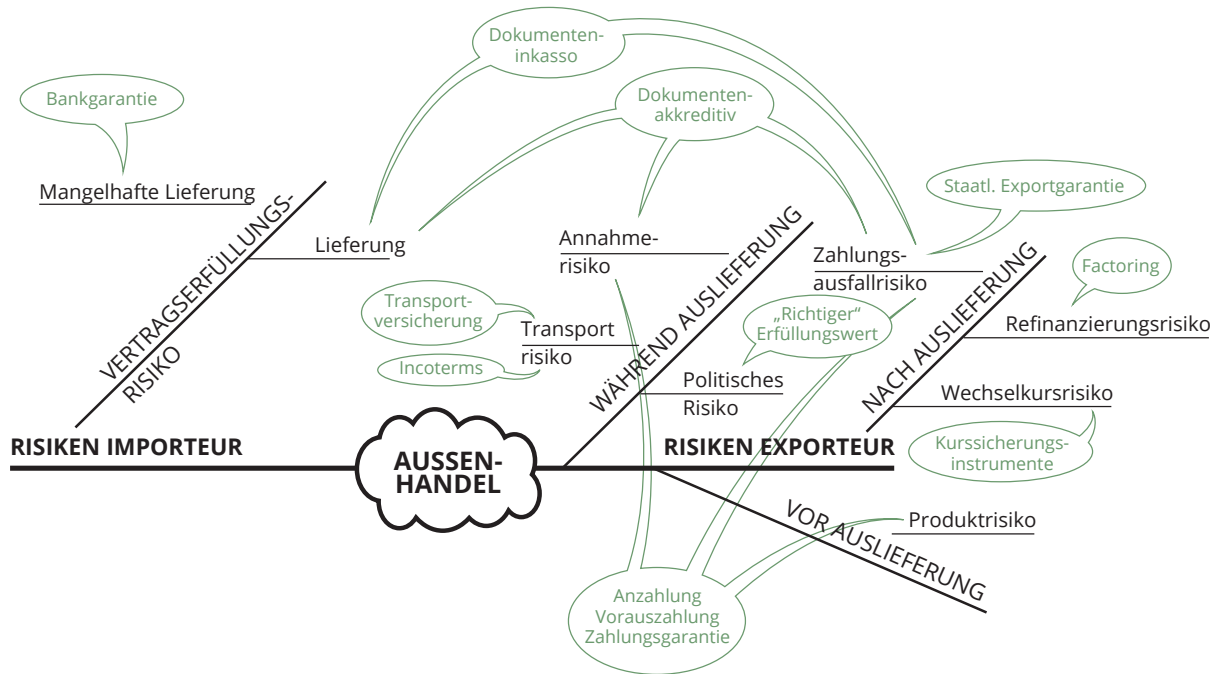 Dokumenten-
inkasso
Bankgarantie
Dokumenten-
akkreditiv
Mangelhafte Lieferung
Staatl. Exportgarantie
VERTRAGSERFÜLLUNGS-
RISIKO
Lieferung
Annahme-
risiko
WÄHREND AUSLIEFERUNG
Zahlungs-
ausfallrisiko
NACH AUSLIEFERUNG
Factoring
Transport-
versicherung
Transport
risiko
„Richtiger“
Erfüllungswert
Refinanzierungsrisiko
Incoterms
Politisches
Risiko
Wechselkursrisiko
RISIKEN IMPORTEUR
AUSSEN-
HANDEL
RISIKEN EXPORTEUR
Kurssicherungs-
instrumente
VOR AUSLIEFERUNG
Produktrisiko
Anzahlung
Vorauszahlung
Zahlungsgarantie